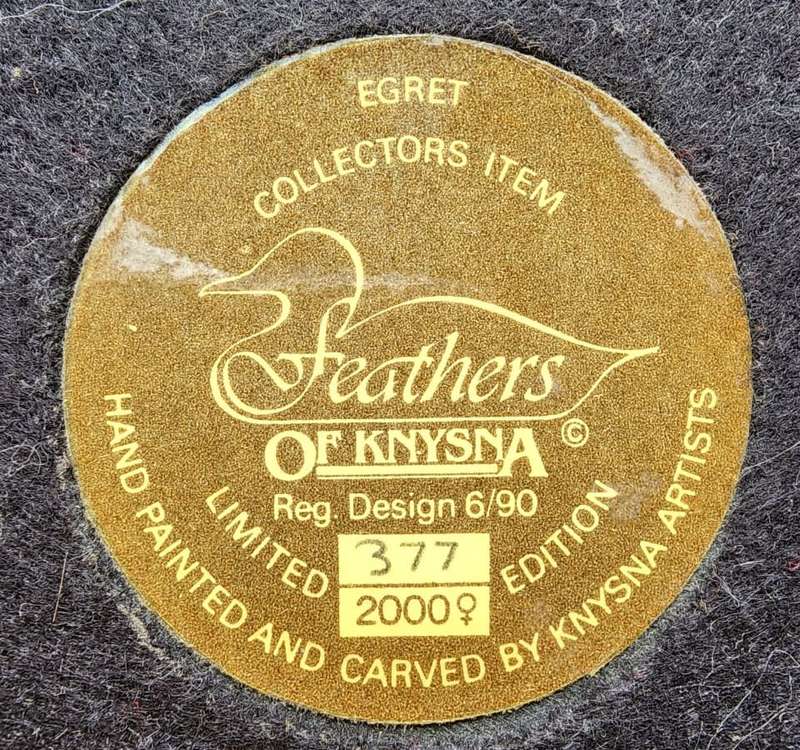 EGRET
COLLECTORS ITEM
Feathers
OF KNYSNA ©
Reg. Design 6/90
LIMITED EDITION
377
2000♀
HAND PAINTED AND CARVED BY KNYSNA ARTISTS